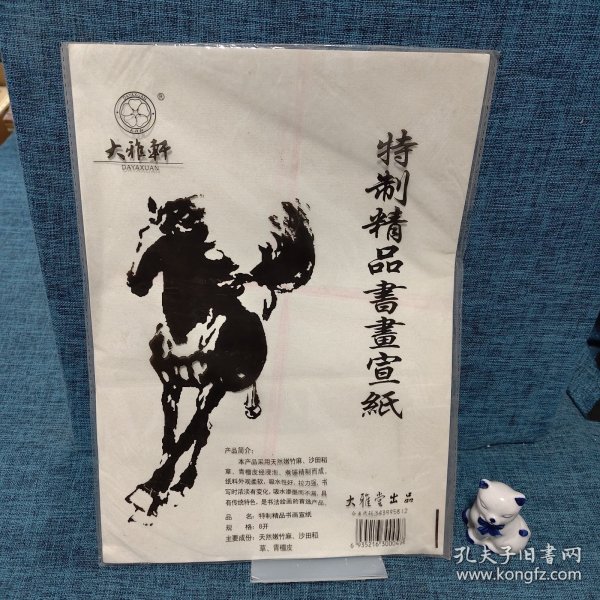 大雅軒
DAYAXUAN
®
特制精品書畫宣紙
产品简介：
本产品采用天然嫩竹麻、沙田稻
草、青檀皮经浸泡、煮锤精制而成，
纸料外观柔软、吸水性好、拉力强，书
写时浓淡有变化，吸水渗墨而不漏，具
有传统特色，是书法绘画的首选产品。
品　名：特制精品书画宣纸
规　格：8开
主要成份：天然嫩竹麻、沙田稻
草、青檀皮
大雅堂出品
孔夫子旧书网
www.kongfz.com